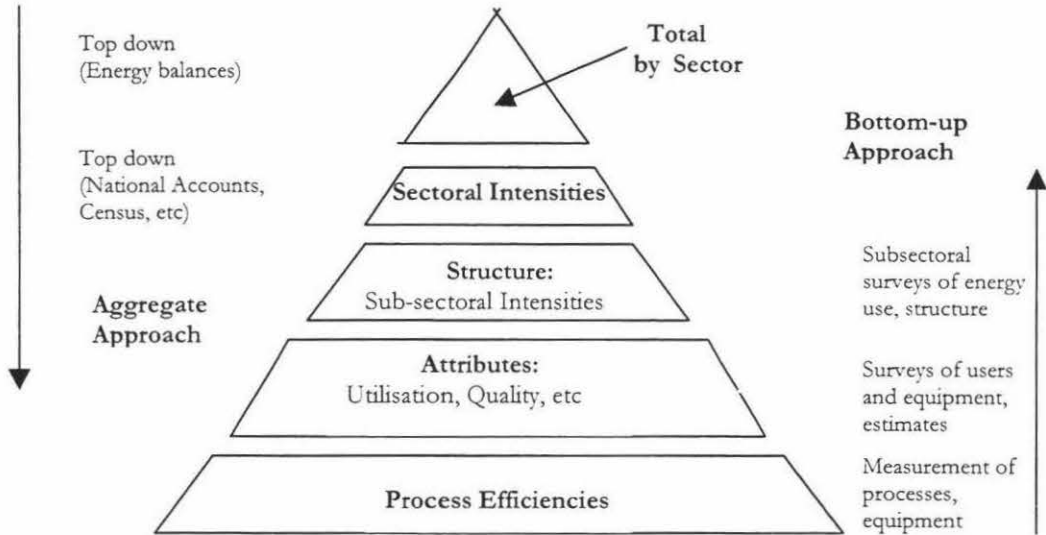 Top down
(Energy balances)
Total
by Sector
Top down
(National Accounts,
Census, etc)
Bottom-up
Approach
Sectoral Intensities
Structure:
Sub-sectoral Intensities
Subsectoral
surveys of energy
use, structure
Aggregate
Approach
Attributes:
Utilisation, Quality, etc
Surveys of users
and equipment,
estimates
Process Efficiencies
Measurement of
processes,
equipment